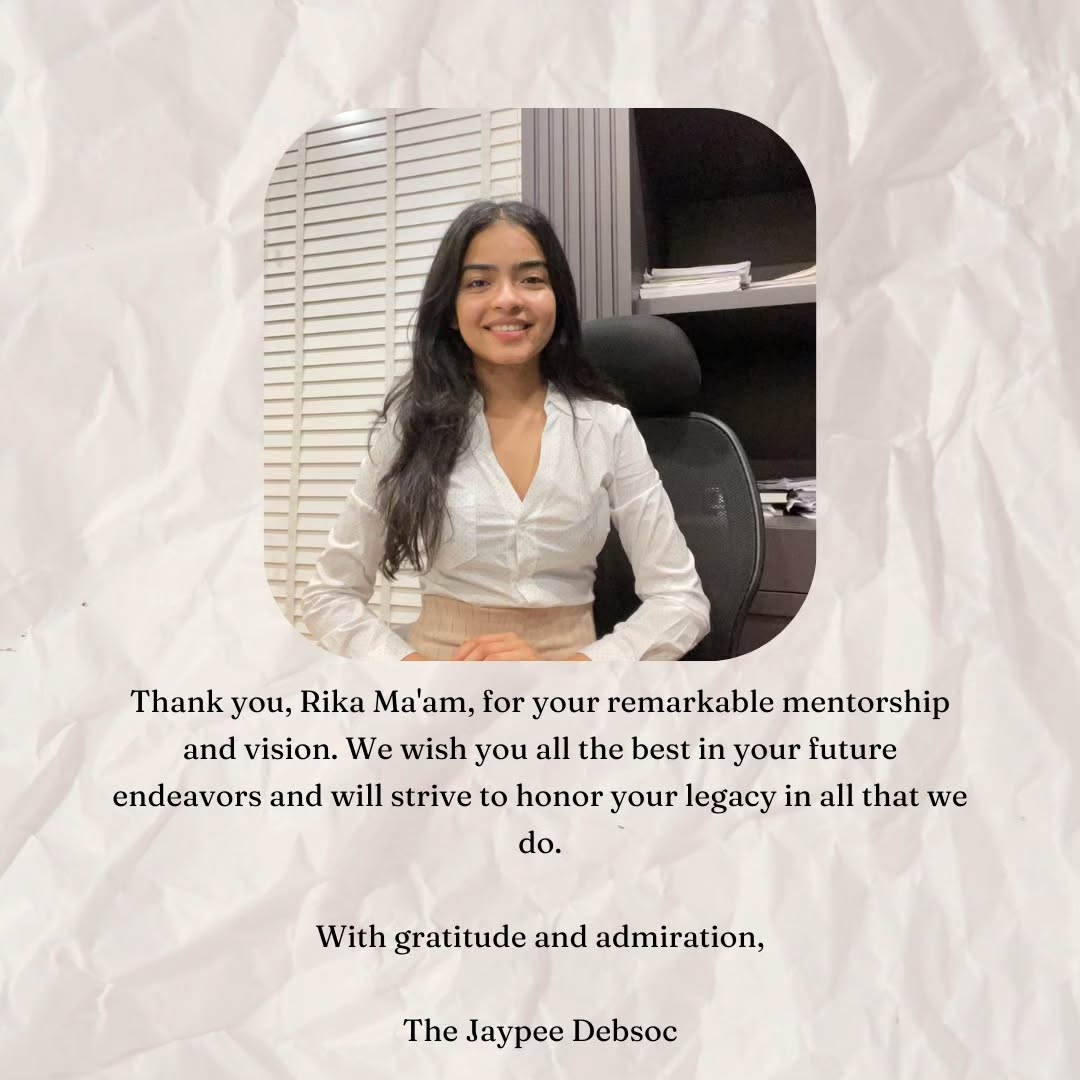 Thank you, Rika Ma'am, for your remarkable mentorship
and vision. We wish you all the best in your future
endeavors and will strive to honor your legacy in all that we
do.
With gratitude and admiration,
The Jaypee Debsoc